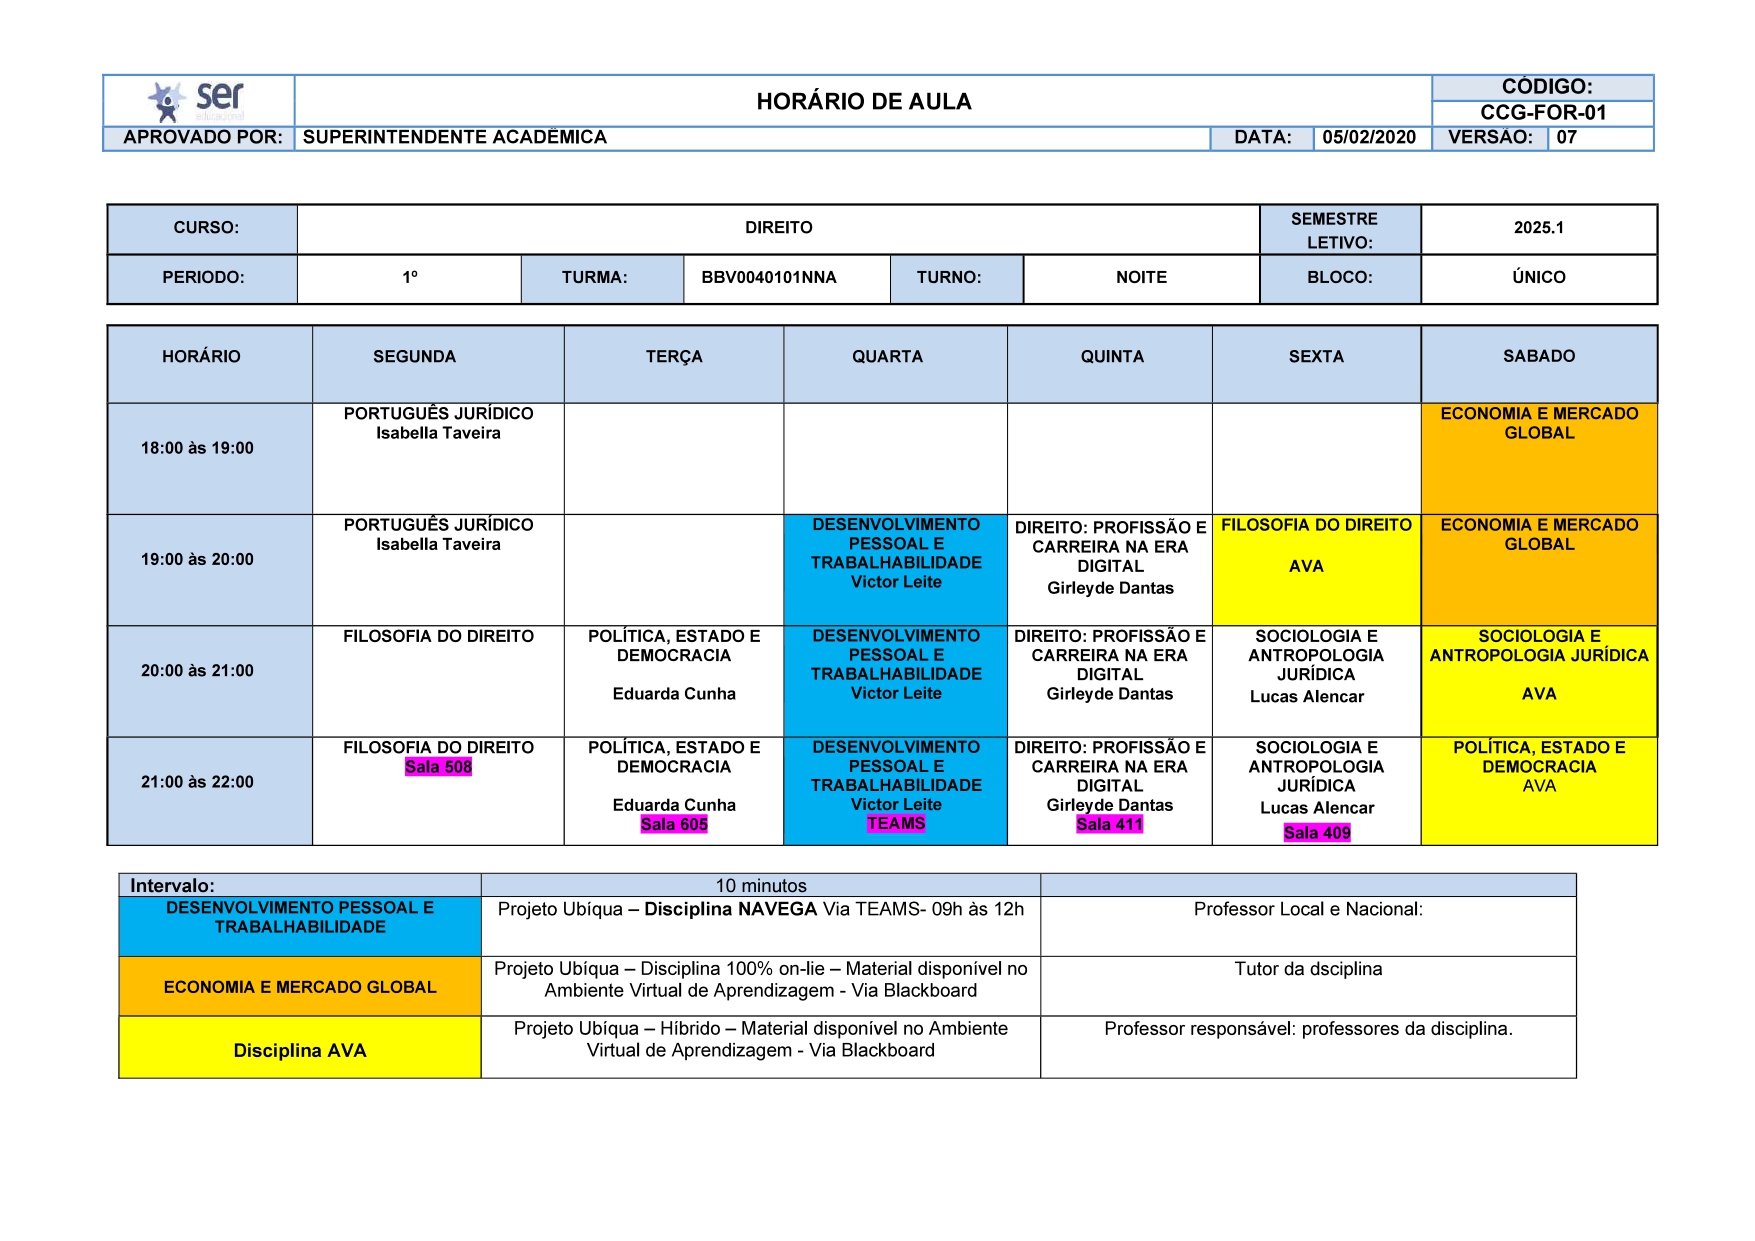 ser
educacional
HORÁRIO DE AULA
CÓDIGO:
CCG-FOR-01
APROVADO POR: SUPERINTENDENTE ACADÊMICA DATA: 05/02/2020 VERSÃO: 07
CURSO: DIREITO SEMESTRE LETIVO: 2025.1
PERIODO: 1º TURMA: BBV0040101NNA TURNO: NOITE BLOCO: ÚNICO
HORÁRIO SEGUNDA TERÇA QUARTA QUINTA SEXTA SABADO
18:00 às 19:00
PORTUGUÊS JURÍDICO
Isabella Taveira
ECONOMIA E MERCADO
GLOBAL
19:00 às 20:00
PORTUGUÊS JURÍDICO
Isabella Taveira
DESENVOLVIMENTO
PESSOAL E
TRABALHABILIDADE
Victor Leite
DIREITO: PROFISSÃO E
CARREIRA NA ERA
DIGITAL
Girleyde Dantas
FILOSOFIA DO DIREITO
AVA
ECONOMIA E MERCADO
GLOBAL
20:00 às 21:00
FILOSOFIA DO DIREITO
POLÍTICA, ESTADO E
DEMOCRACIA
Eduarda Cunha
DESENVOLVIMENTO
PESSOAL E
TRABALHABILIDADE
Victor Leite
DIREITO: PROFISSÃO E
CARREIRA NA ERA
DIGITAL
Girleyde Dantas
SOCIOLOGIA E
ANTROPOLOGIA
JURÍDICA
Lucas Alencar
SOCIOLOGIA E
ANTROPOLOGIA JURÍDICA
AVA
21:00 às 22:00
FILOSOFIA DO DIREITO
Sala 508
POLÍTICA, ESTADO E
DEMOCRACIA
Eduarda Cunha
Sala 605
DESENVOLVIMENTO
PESSOAL E
TRABALHABILIDADE
Victor Leite
TEAMS
DIREITO: PROFISSÃO E
CARREIRA NA ERA
DIGITAL
Girleyde Dantas
Sala 411
SOCIOLOGIA E
ANTROPOLOGIA
JURÍDICA
Lucas Alencar
Sala 409
POLÍTICA, ESTADO E
DEMOCRACIA
AVA
Intervalo: 10 minutos
DESENVOLVIMENTO PESSOAL E
TRABALHABILIDADE
Projeto Ubíqua – Disciplina NAVEGA Via TEAMS- 09h às 12h
Professor Local e Nacional:
ECONOMIA E MERCADO GLOBAL
Projeto Ubíqua – Disciplina 100% on-lie – Material disponível no
Ambiente Virtual de Aprendizagem - Via Blackboard
Tutor da dsciplina
Disciplina AVA
Projeto Ubíqua – Híbrido – Material disponível no Ambiente
Virtual de Aprendizagem - Via Blackboard
Professor responsável: professores da disciplina.